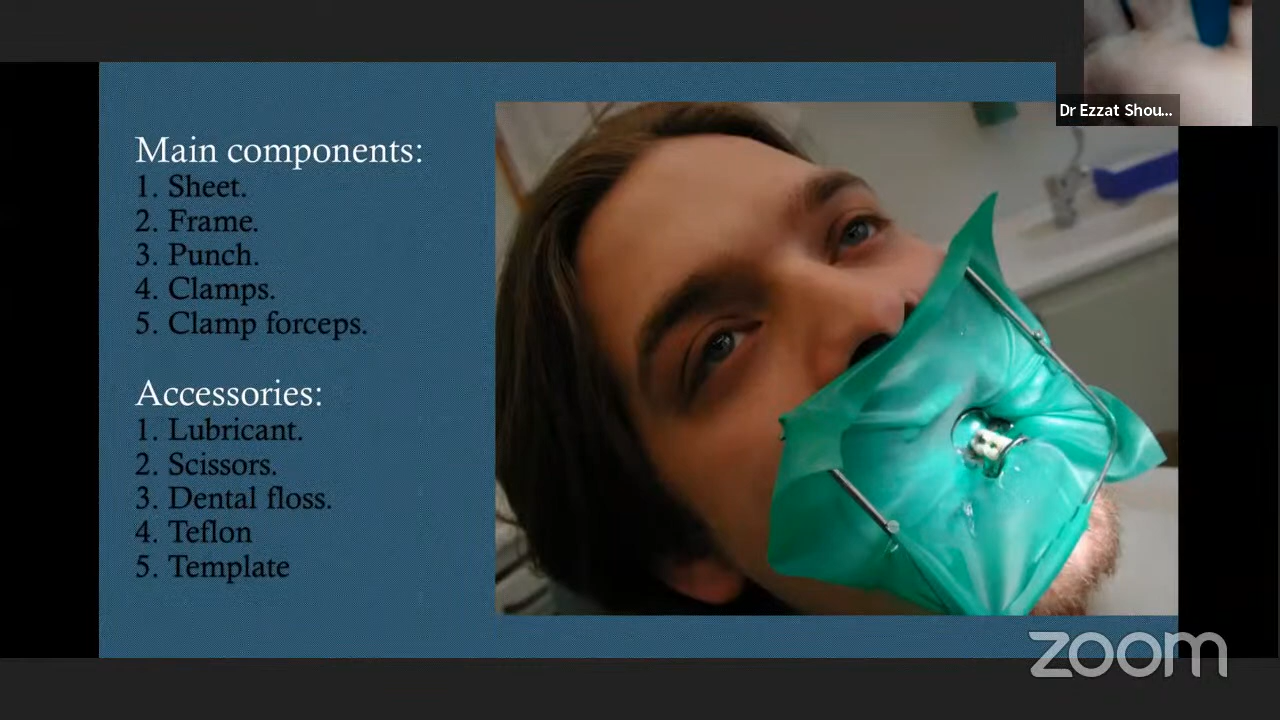 Dr Ezzat Shou...
Main components:
1. Sheet.
2. Frame.
3. Punch.
4. Clamps.
5. Clamp forceps.
Accessories:
1. Lubricant.
2. Scissors.
3. Dental floss.
4. Teflon
5. Template
zoom